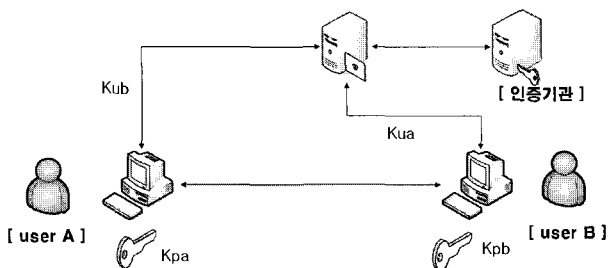 Kub
[ 인증기관 ]
Kua
[ user A ]
[ user B ]
Kpa
Kpb